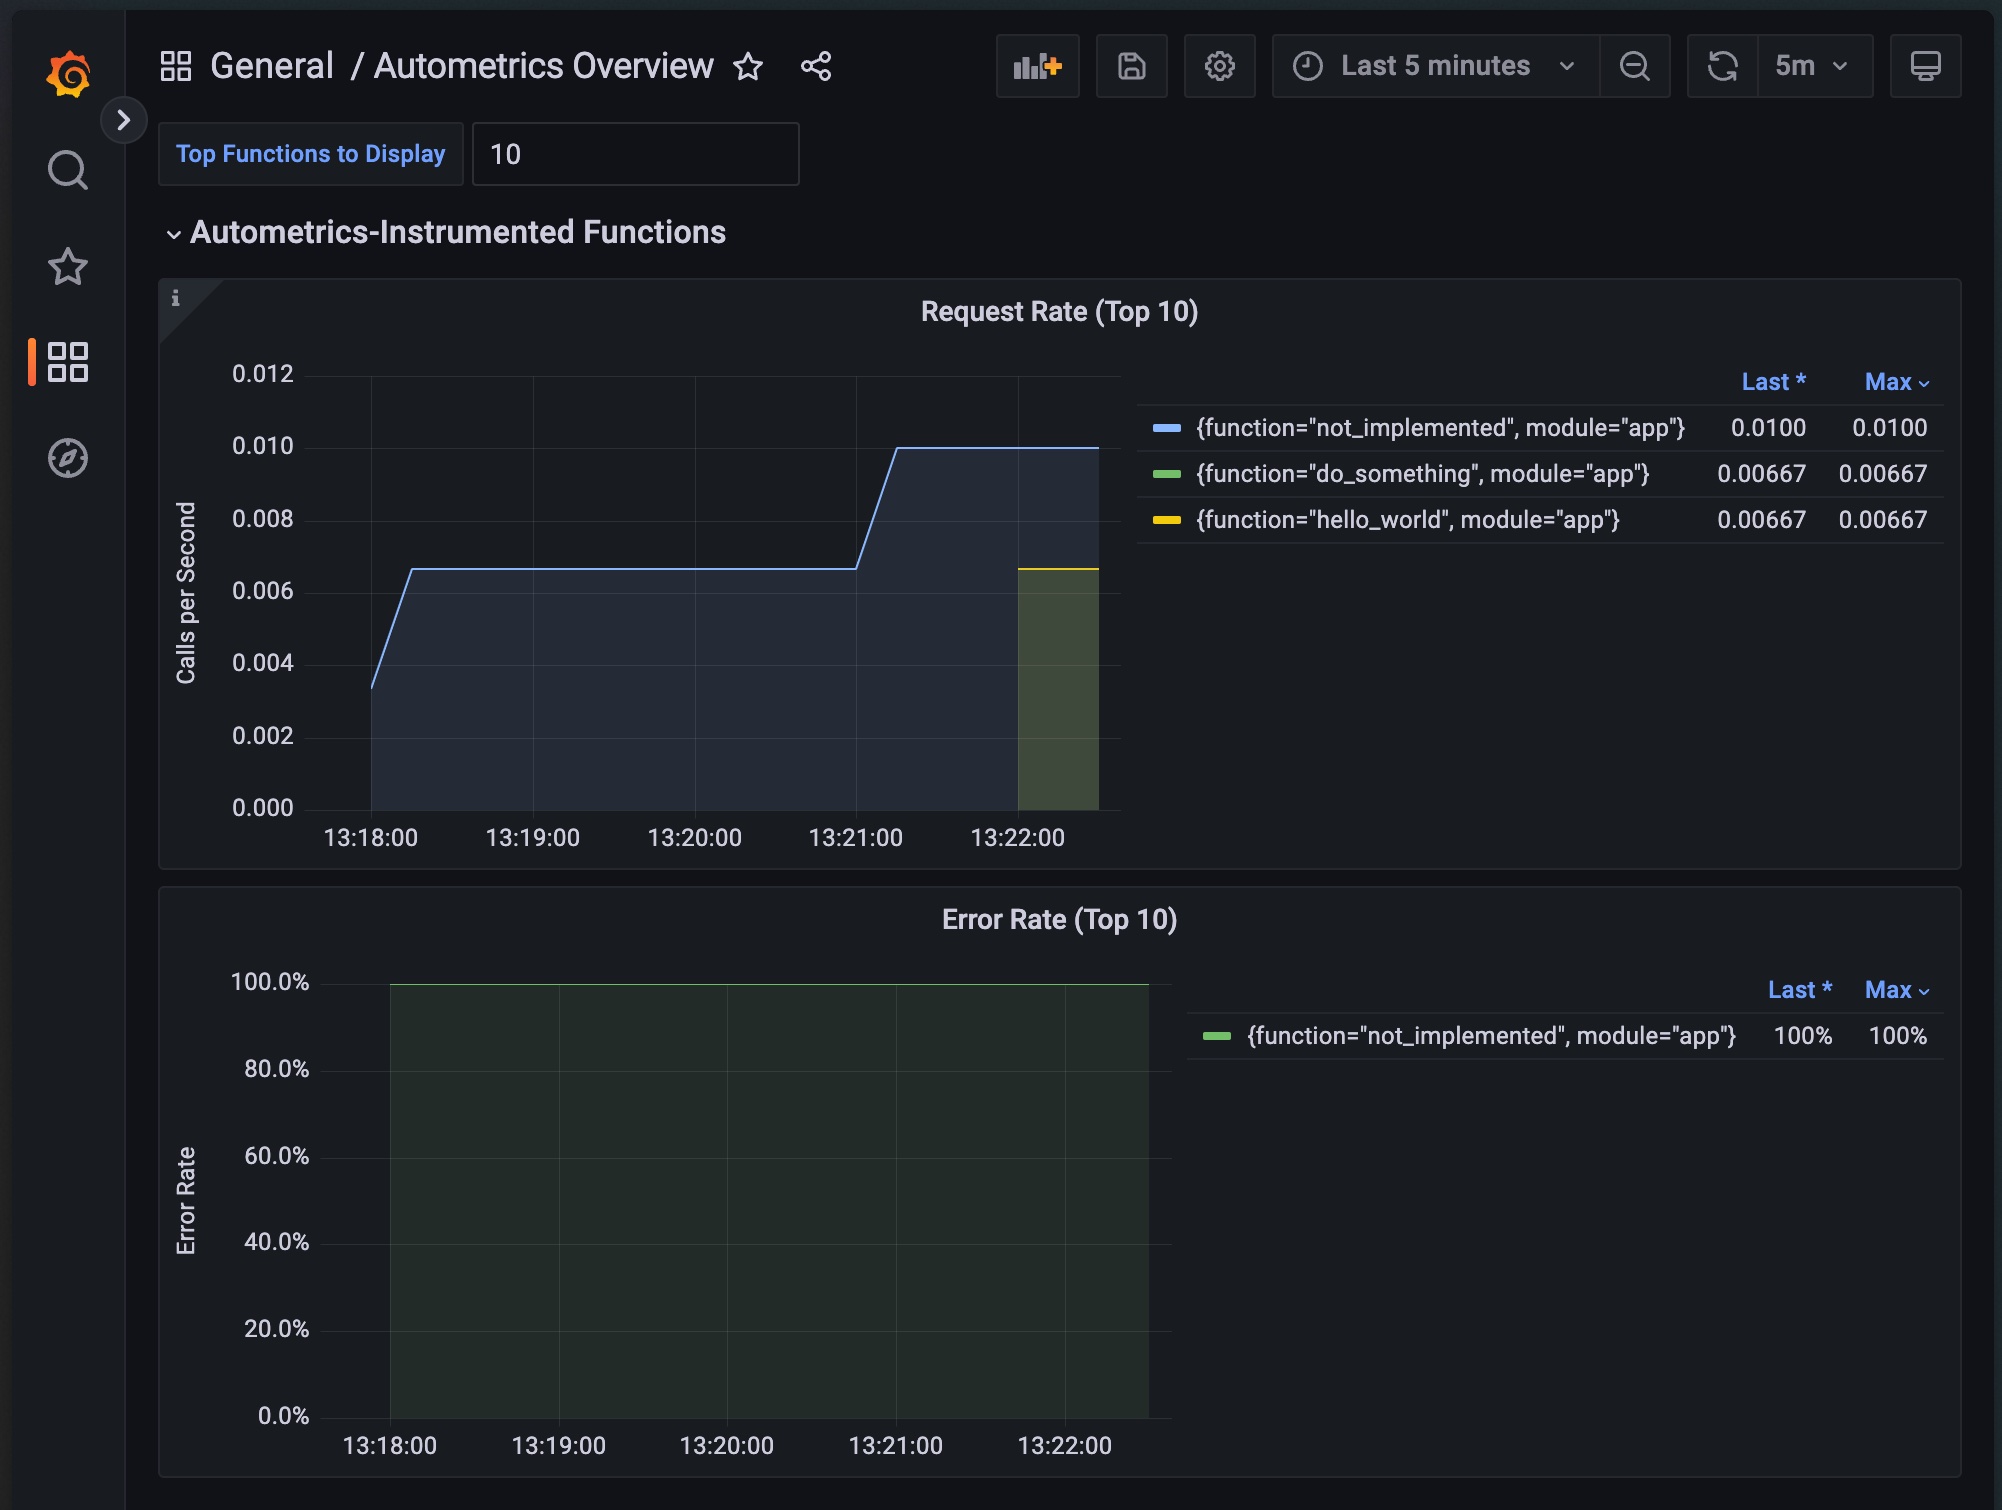 General / Autometrics Overview
Last 5 minutes
5m
Top Functions to Display
10
Autometrics-Instrumented Functions
i
Request Rate (Top 10)
Calls per Second
0.012
0.010
0.008
0.006
0.004
0.002
0.000
13:18:00 13:19:00 13:20:00 13:21:00 13:22:00
Last * Max
{function="not_implemented", module="app"} 0.0100 0.0100
{function="do_something", module="app"} 0.00667 0.00667
{function="hello_world", module="app"} 0.00667 0.00667
Error Rate (Top 10)
Error Rate
100.0%
80.0%
60.0%
40.0%
20.0%
0.0%
13:18:00 13:19:00 13:20:00 13:21:00 13:22:00
Last * Max
{function="not_implemented", module="app"} 100% 100%